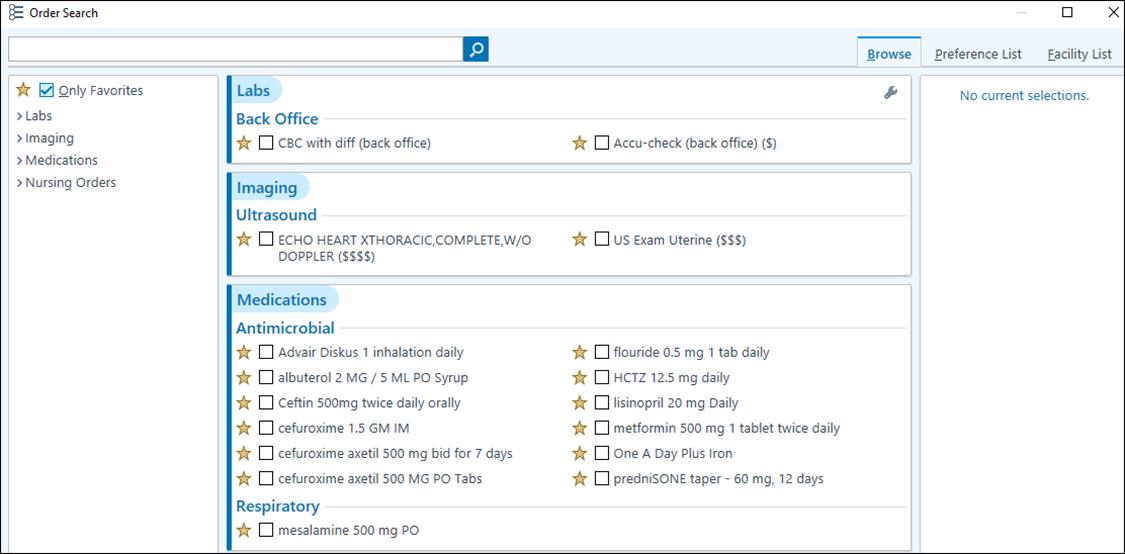 Order Search
Browse
Preference List
Facility List
Only Favorites
Labs
Imaging
Medications
Nursing Orders
Labs
Back Office
CBC with diff (back office)
Accu-check (back office) ($)
Imaging
Ultrasound
ECHO HEART XTHORACIC,COMPLETE,W/O
DOPPLER ($$$$)
US Exam Uterine ($$$)
Medications
Antimicrobial
Advair Diskus 1 inhalation daily
flouride 0.5 mg 1 tab daily
albuterol 2 MG / 5 ML PO Syrup
HCTZ 12.5 mg daily
Ceftin 500mg twice daily orally
lisinopril 20 mg Daily
cefuroxime 1.5 GM IM
metformin 500 mg 1 tablet twice daily
cefuroxime axetil 500 mg bid for 7 days
One A Day Plus Iron
cefuroxime axetil 500 MG PO Tabs
predniSONE taper - 60 mg, 12 days
Respiratory
mesalamine 500 mg PO
No current selections.